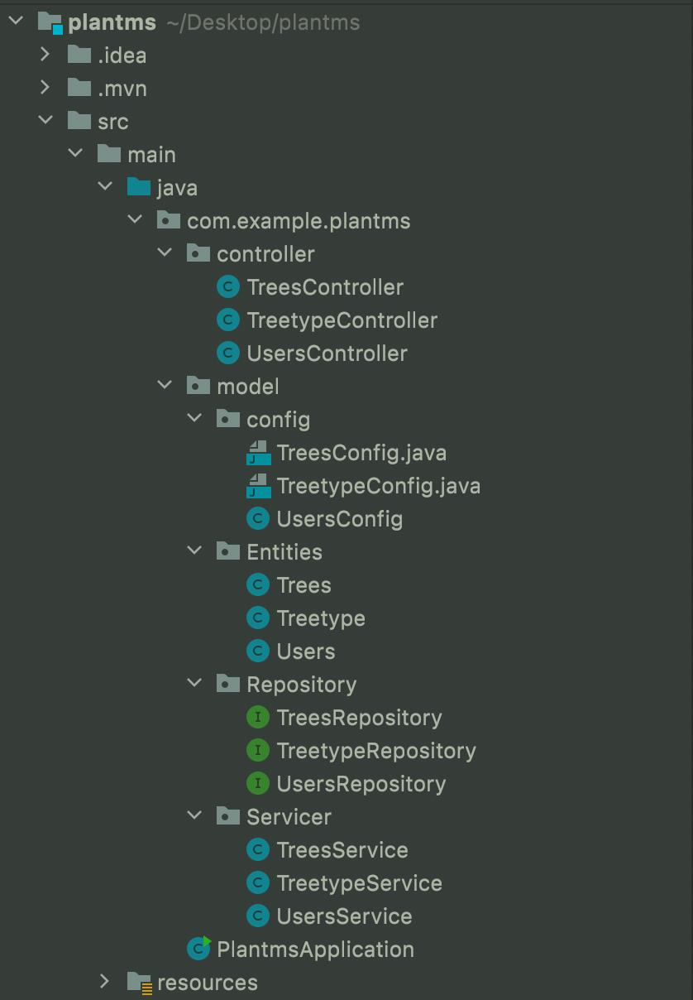 plantms ~/Desktop/plantms
.idea
.mvn
src
main
java
com.example.plantms
controller
C TreesController
C TreetypeController
C UsersController
model
config
J TreesConfig.java
J TreetypeConfig.java
C UsersConfig
Entities
C Trees
C Treetype
C Users
Repository
I TreesRepository
I TreetypeRepository
I UsersRepository
Servicer
C TreesService
C TreetypeService
C UsersService
C PlantmsApplication
resources